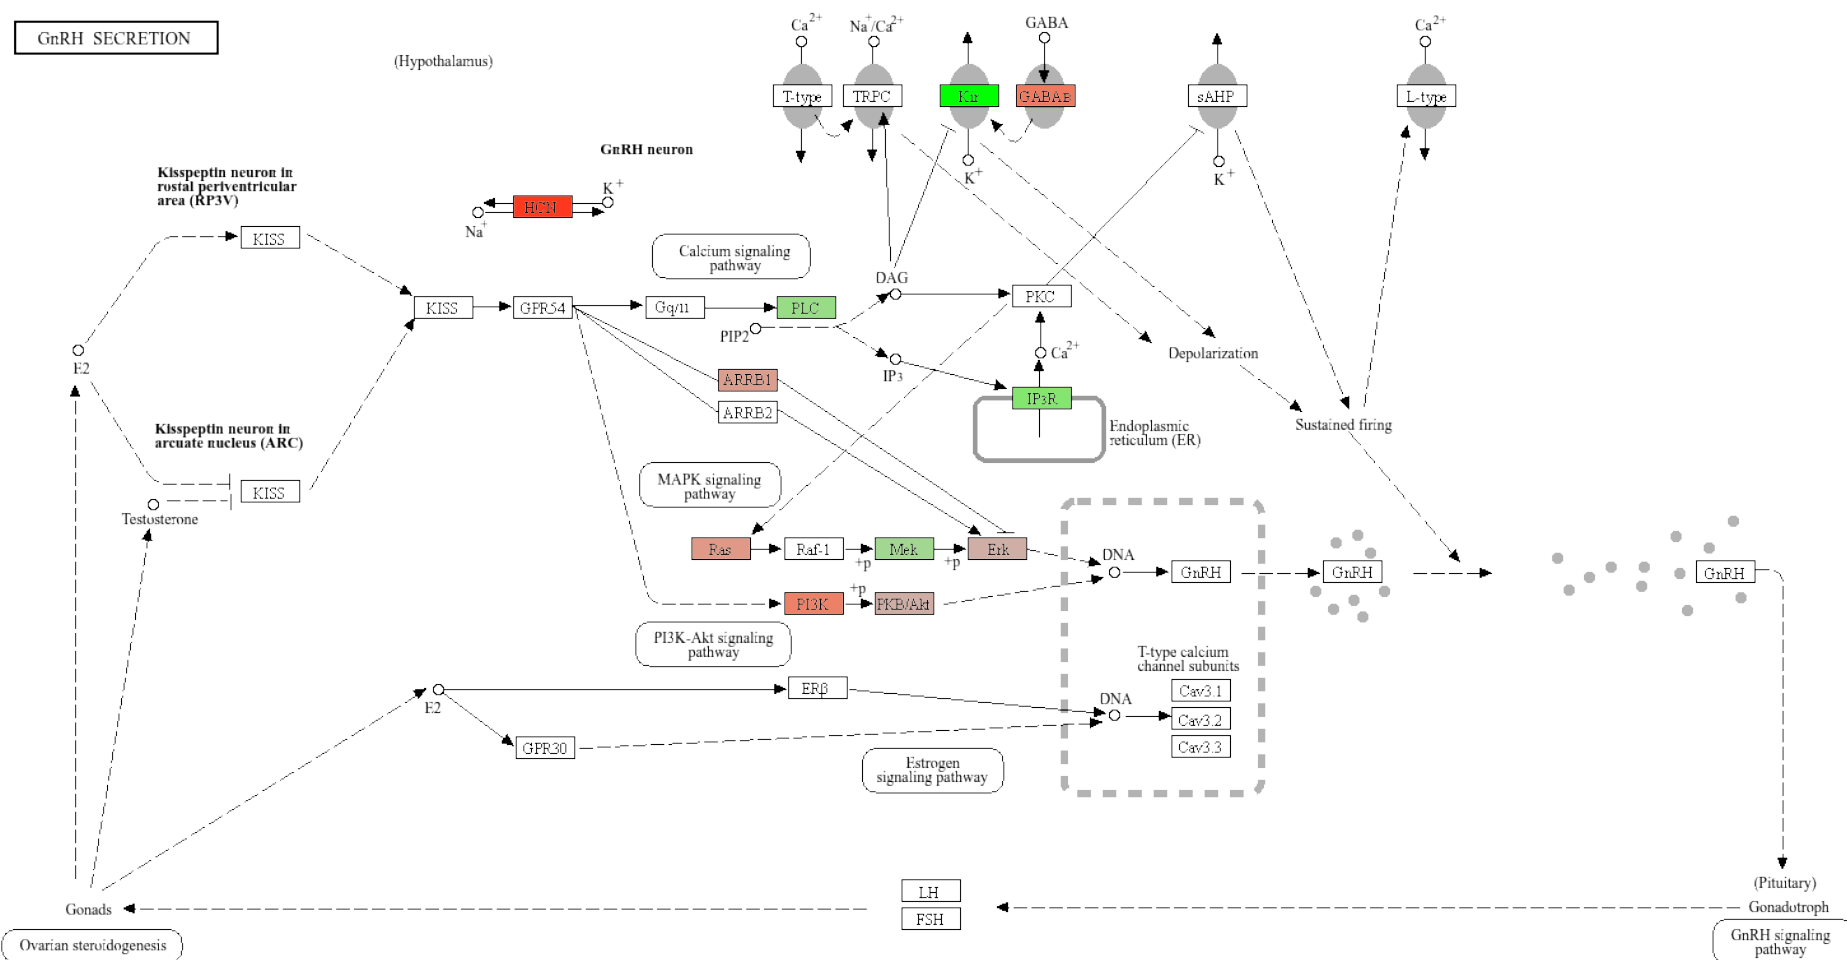 GnRH SECRETION
(Hypothalamus)
Ca2+
Na+/Ca2+
GABA
Ca2+
T-type
TRPC
Kir
GABAB
sAHP
L-type
K+
K+
GnRH neuron
Kisspeptin neuron in
rostal periventricular
area (RP3V)
HCN
K+
Na+
KISS
Calcium signaling
pathway
DAG
KISS
GPR54
Gq/11
PLC
PKC
PIP2
Ca2+
Depolarization
E2
IP3
ARRB1
IP3R
ARRB2
Endoplasmic
reticulum (ER)
Sustained firing
Kisspeptin neuron in
arcuate nucleus (ARC)
KISS
Testosterone
MAPK signaling
pathway
Ras
Raf-1
+p
Mek
+p
Erk
DNA
GnRH
GnRH
GnRH
PI3K
+p
PKB/Akt
PI3K-Akt signaling
pathway
T-type calcium
channel subunits
E2
ERβ
DNA
Cav3.1
Cav3.2
Cav3.3
GPR30
Estrogen
signaling pathway
(Pituitary)
Gonadotroph
LH
FSH
Gonads
Ovarian steroidogenesis
GnRH signaling
pathway